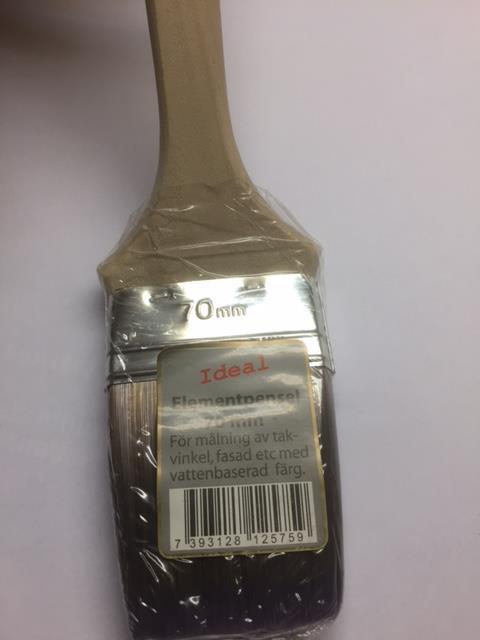 70mm
Ideal
Elementpensel
70 mm
För målning av tak-
vinkel, fasad etc med
vattenbaserad färg.
7 393128 125759